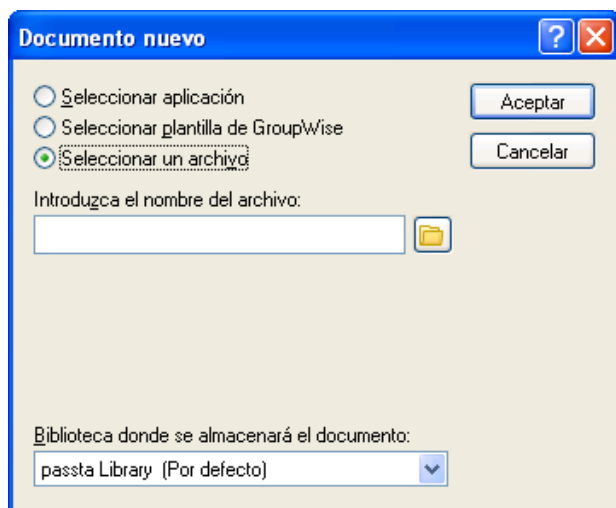 Documento nuevo
Seleccionar aplicación
Aceptar
Seleccionar plantilla de GroupWise
Seleccionar un archivo
Cancelar
Introduzca el nombre del archivo:
Biblioteca donde se almacenará el documento:
passta Library (Por defecto)